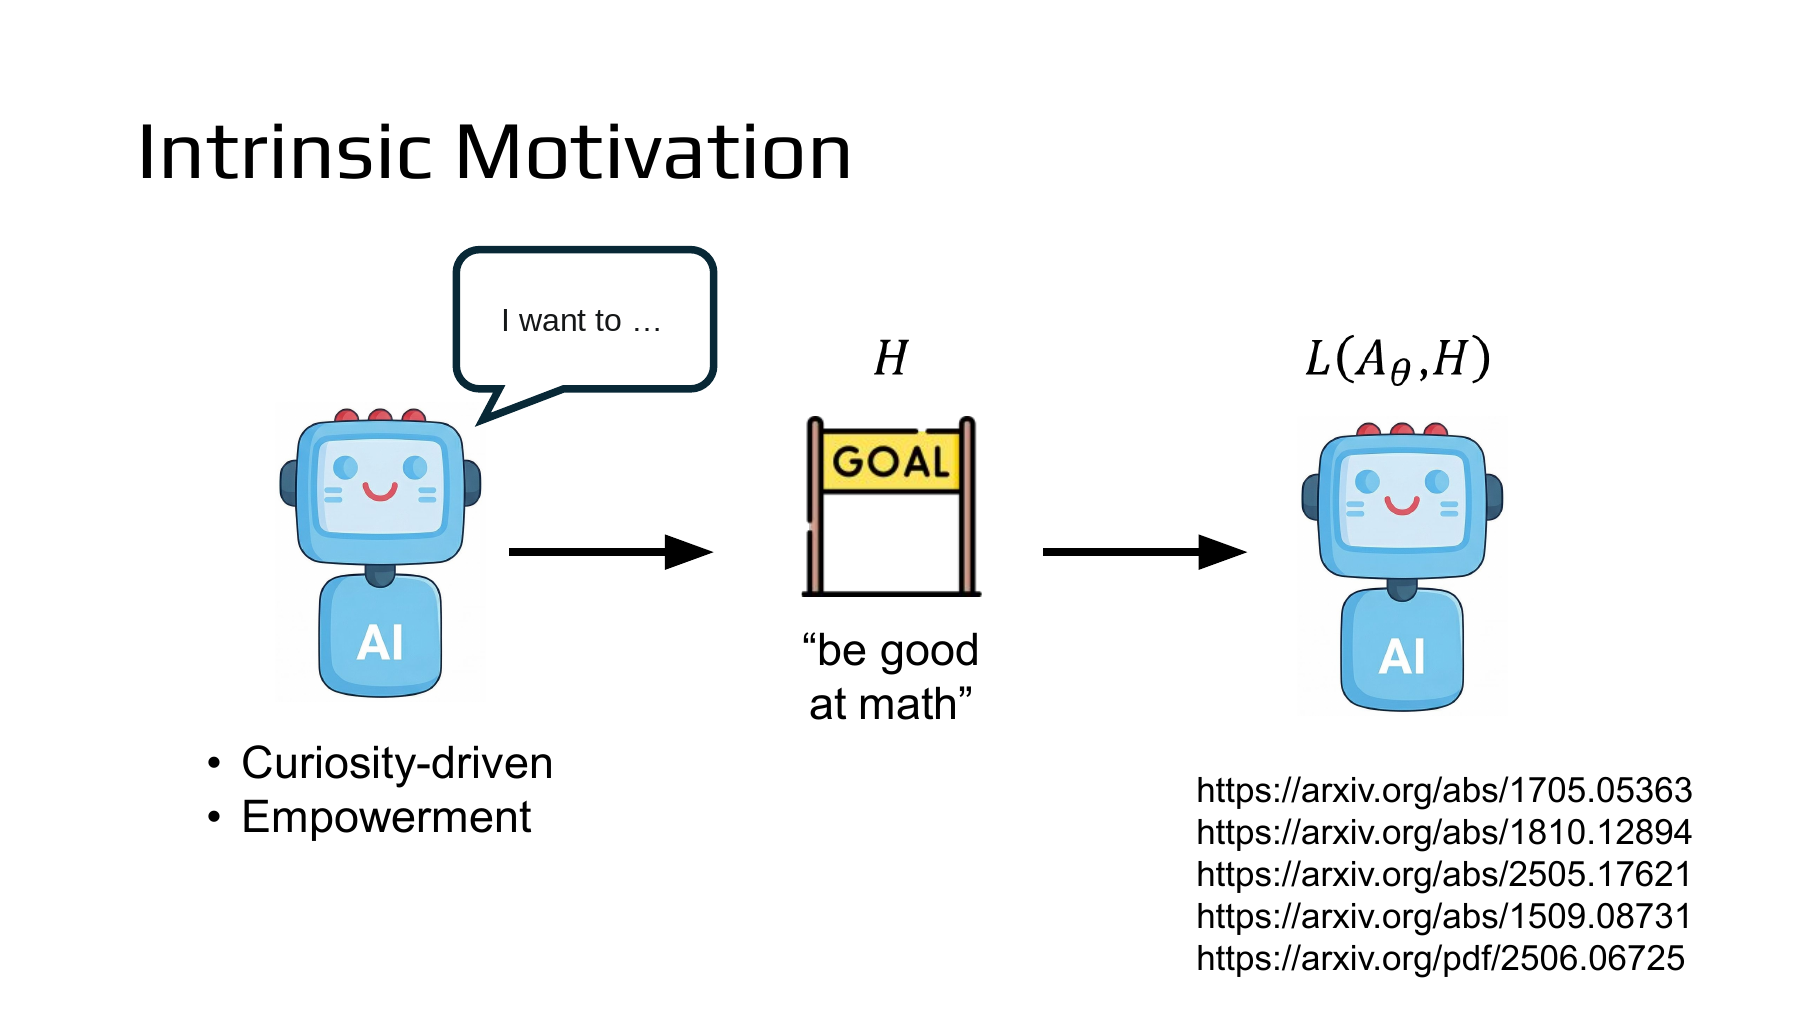 Intrinsic Motivation
I want to …
H
L(A_θ,H)
GOAL
AI
“be good
at math”
AI
• Curiosity-driven
• Empowerment
https://arxiv.org/abs/1705.05363
https://arxiv.org/abs/1810.12894
https://arxiv.org/abs/2505.17621
https://arxiv.org/abs/1509.08731
https://arxiv.org/pdf/2506.06725